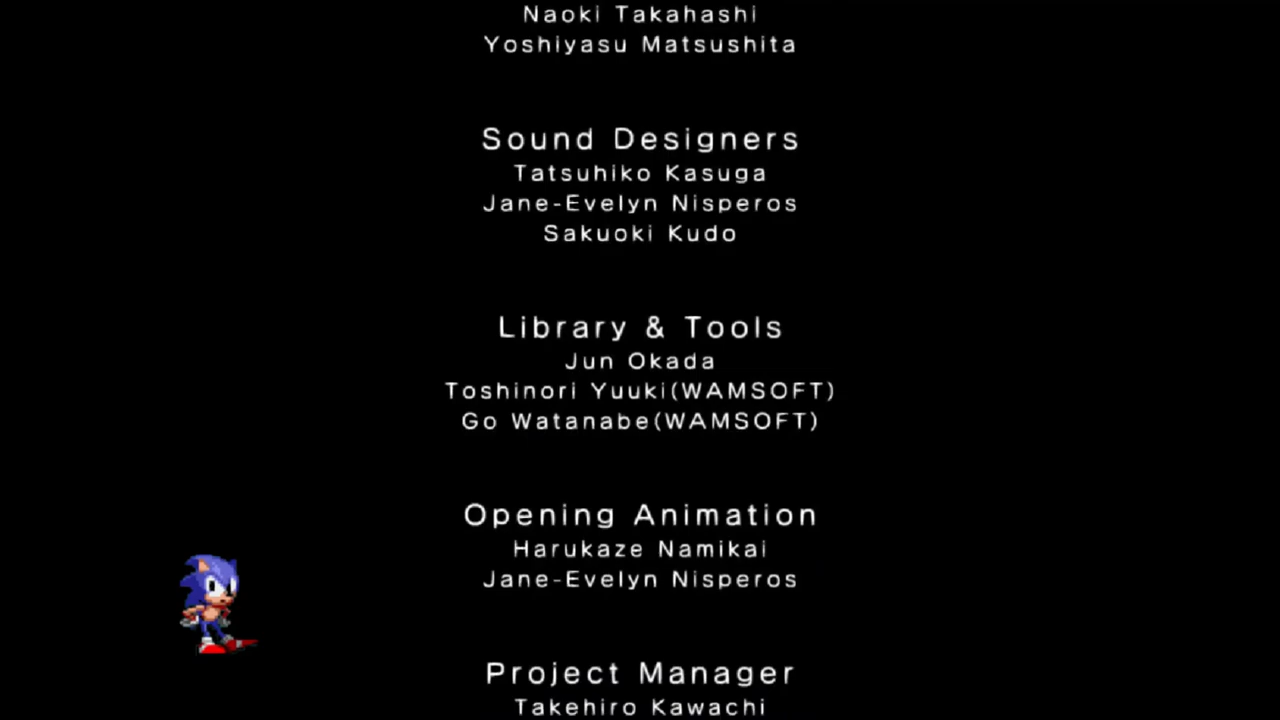 Naoki Takahashi
Yoshiyasu Matsushita
Sound Designers
Tatsuhiko Kasuga
Jane-Evelyn Nisperos
Sakuoki Kudo
Library & Tools
Jun Okada
Toshinori Yuuki(WAMSOFT)
Go Watanabe(WAMSOFT)
Opening Animation
Harukaze Namikai
Jane-Evelyn Nisperos
Project Manager
Takehiro Kawachi